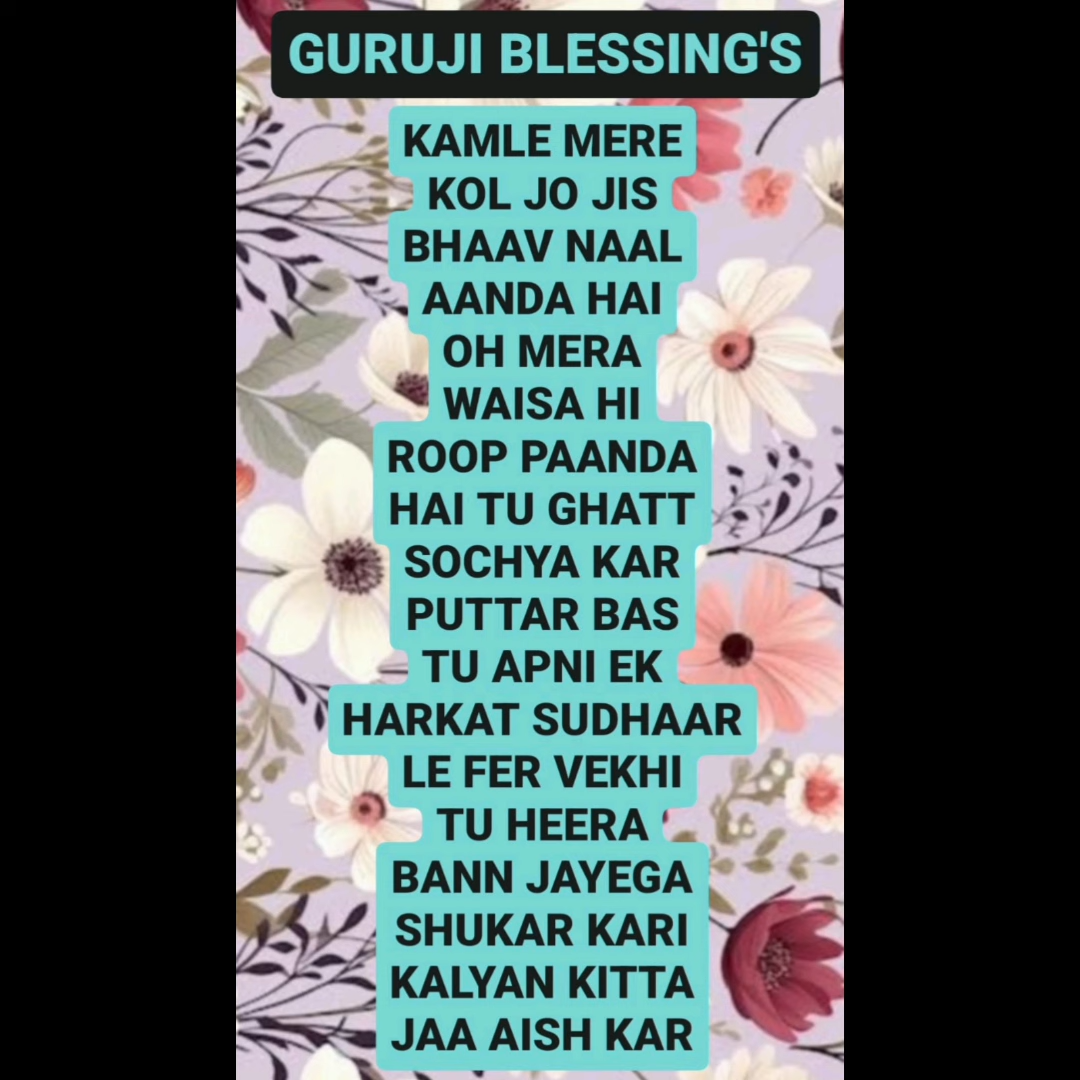 GURUJI BLESSING'S
KAMLE MERE
KOL JO JIS
BHAAV NAAL
AANDA HAI
OH MERA
WAISA HI
ROOP PAANDA
HAI TU GHATT
SOCHYA KAR
PUTTAR BAS
TU APNI EK
HARKAT SUDHAAR
LE FER VEKHI
TU HEERA
BANN JAYEGA
SHUKAR KARI
KALYAN KITTA
JAA AISH KAR